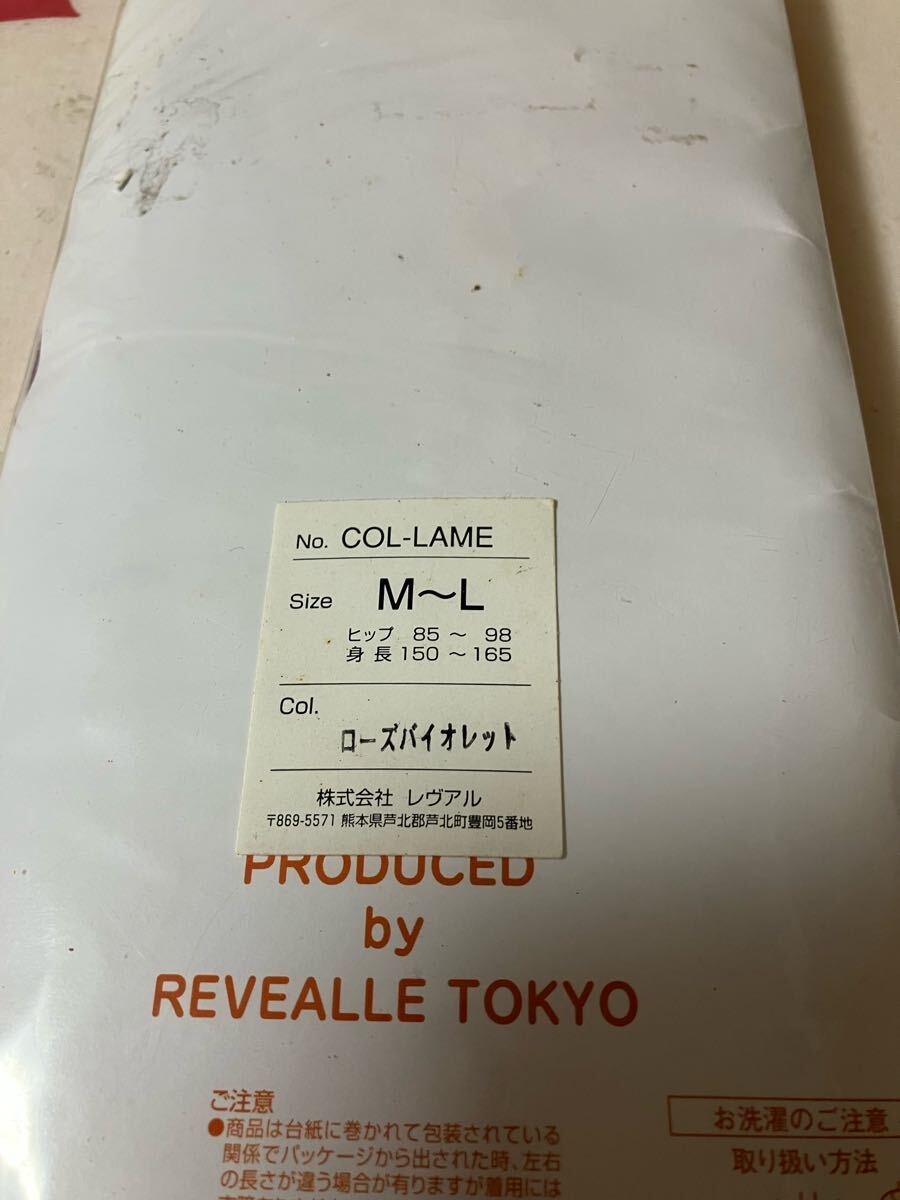 No. COL-LAME
Size M～L
ヒップ 85 ～ 98
身長 150 ～165
Col.
ローズバイオレット
株式会社 レヴアル
〒869-5571 熊本県芦北郡芦北町豊岡5番地
PRODUCED
by
REVEALLE TOKYO
ご注意
●商品は台紙に巻かれて包装されている
関係でパッケージから出された時、左右
の長さが違う場合が有りますが着用には
お洗濯のご注意
取り扱い方法